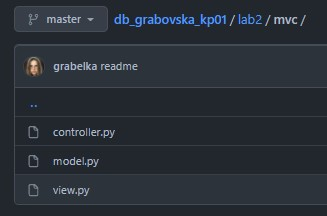 master db_grabovska_kp01 / lab2 / mvc /
grabelka readme
..
controller.py
model.py
view.py